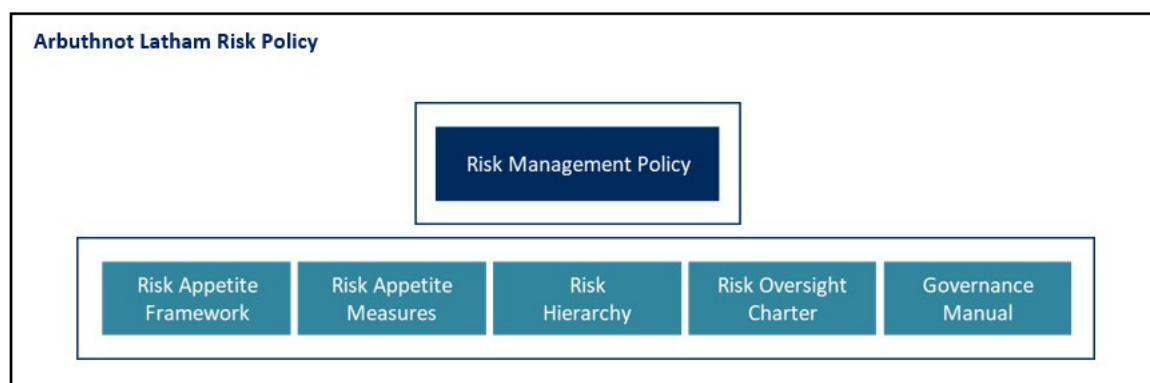 Arbuthnot Latham Risk Policy
Risk Management Policy
Risk Appetite
Framework
Risk Appetite
Measures
Risk
Hierarchy
Risk Oversight
Charter
Governance
Manual